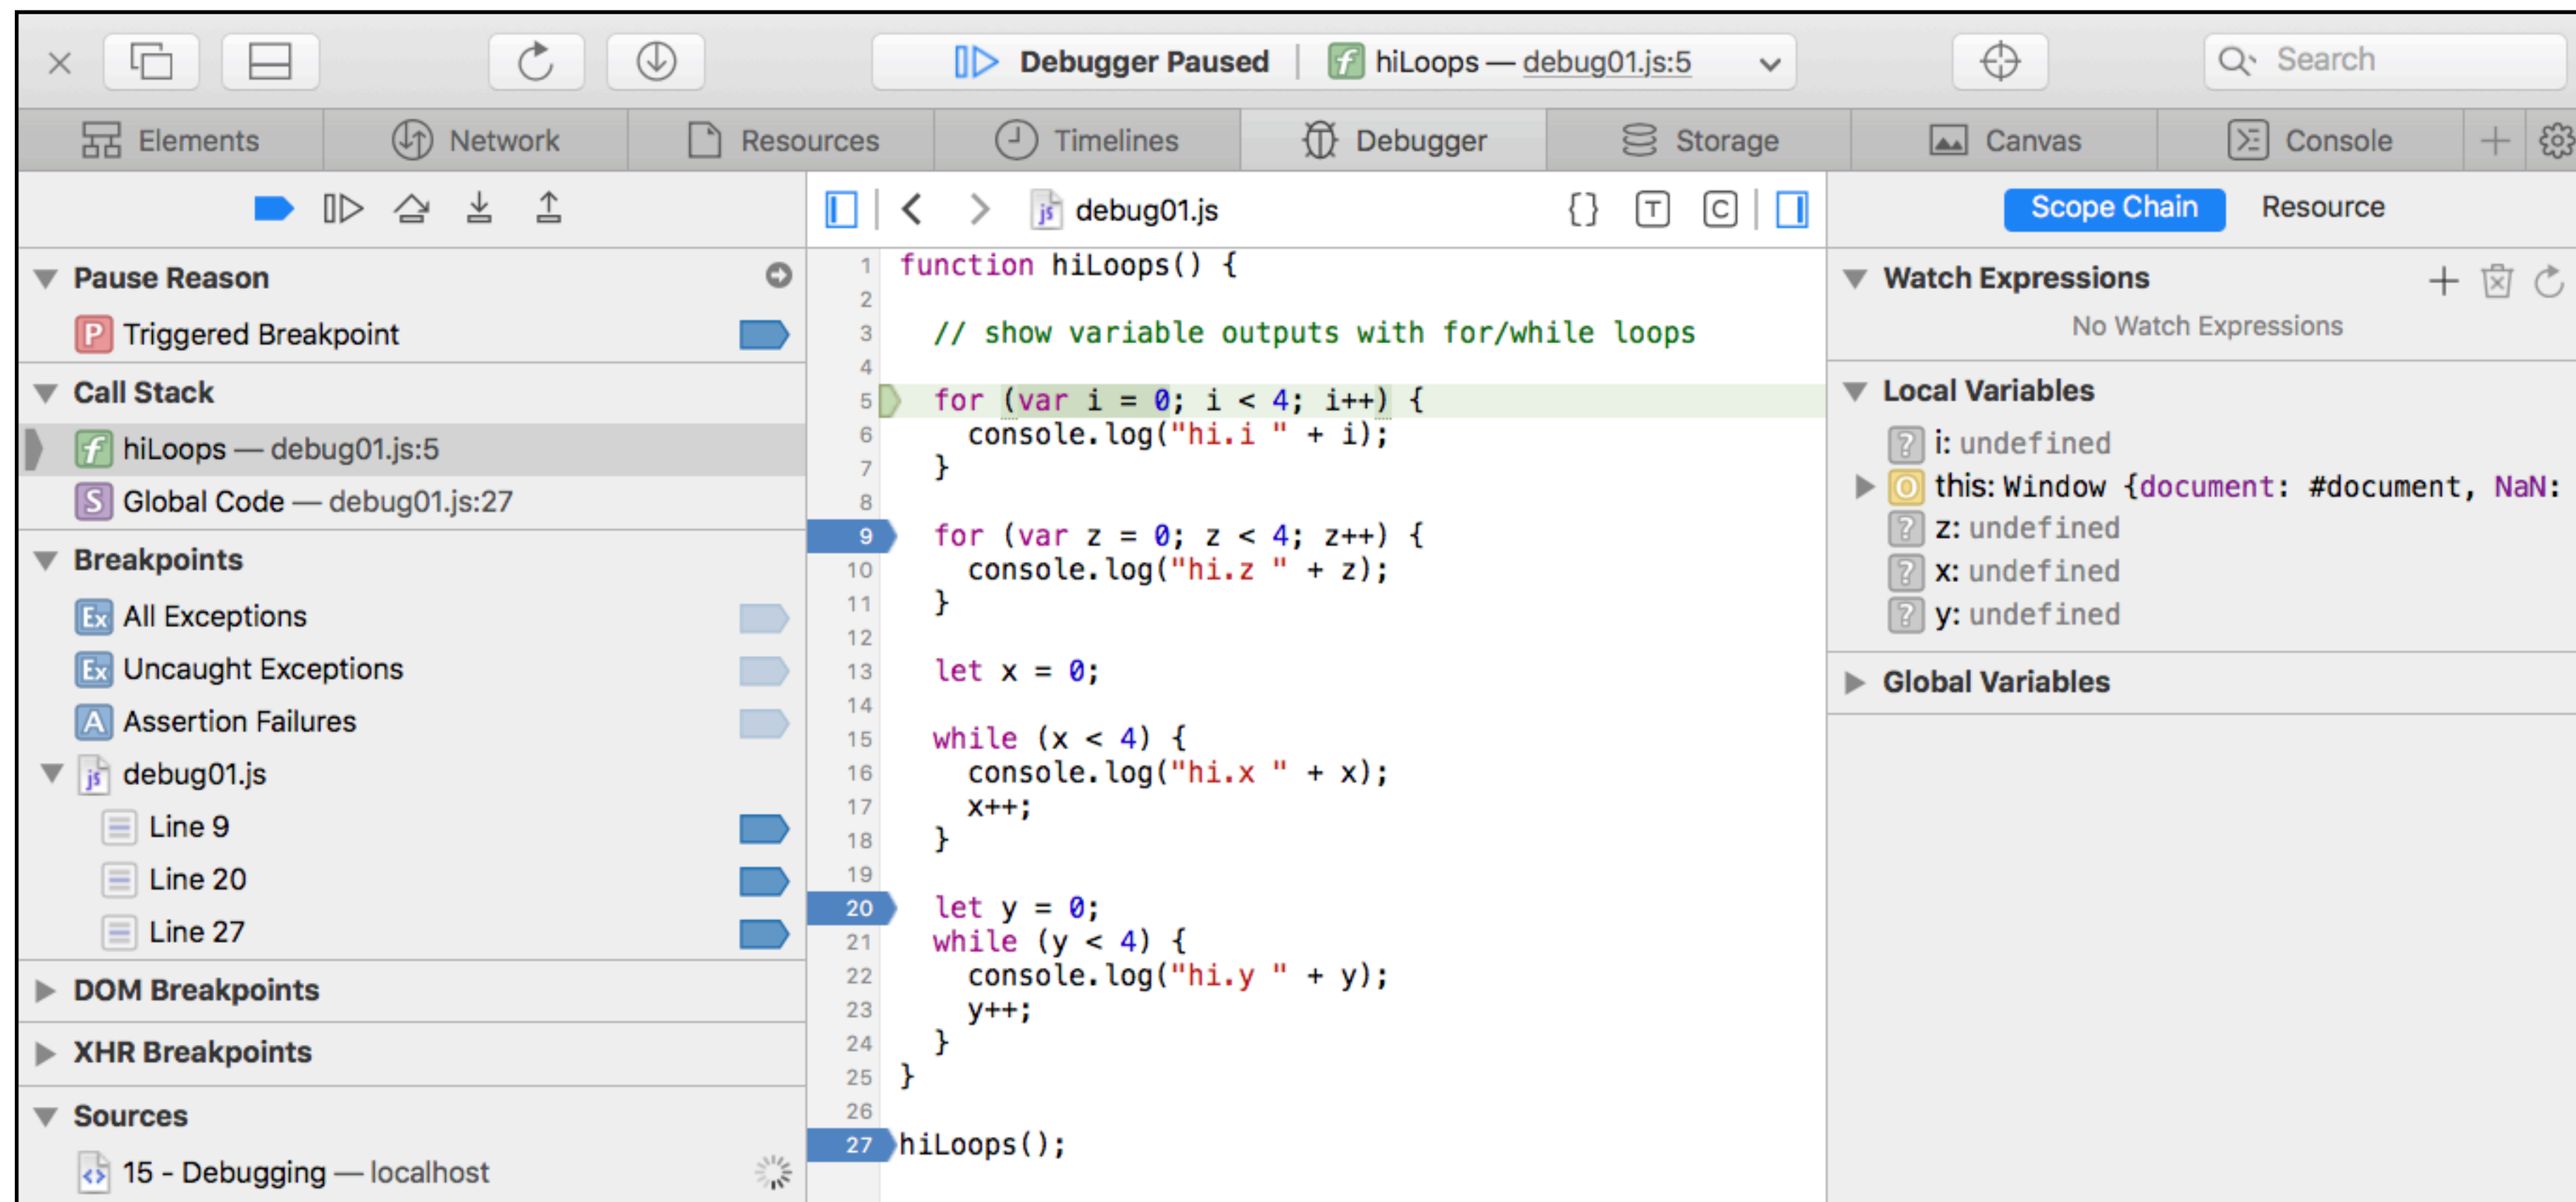 Debugger Paused | hiLoops — debug01.js:5
Search
Elements Network Resources Timelines Debugger Storage Canvas Console
Pause Reason
P Triggered Breakpoint
Call Stack
f hiLoops — debug01.js:5
S Global Code — debug01.js:27
Breakpoints
Ex All Exceptions
Ex Uncaught Exceptions
A Assertion Failures
js debug01.js
Line 9
Line 20
Line 27
DOM Breakpoints
XHR Breakpoints
Sources
15 - Debugging — localhost
js debug01.js {} T C
1 function hiLoops() {
2
3 // show variable outputs with for/while loops
4
5 for (var i = 0; i < 4; i++) {
6 console.log("hi.i " + i);
7 }
8
9 for (var z = 0; z < 4; z++) {
10 console.log("hi.z " + z);
11 }
12
13 let x = 0;
14
15 while (x < 4) {
16 console.log("hi.x " + x);
17 x++;
18 }
19
20 let y = 0;
21 while (y < 4) {
22 console.log("hi.y " + y);
23 y++;
24 }
25 }
26
27 hiLoops();
Scope Chain Resource
Watch Expressions
No Watch Expressions
Local Variables
? i: undefined
O this: Window {document: #document, NaN:
? z: undefined
? x: undefined
? y: undefined
Global Variables